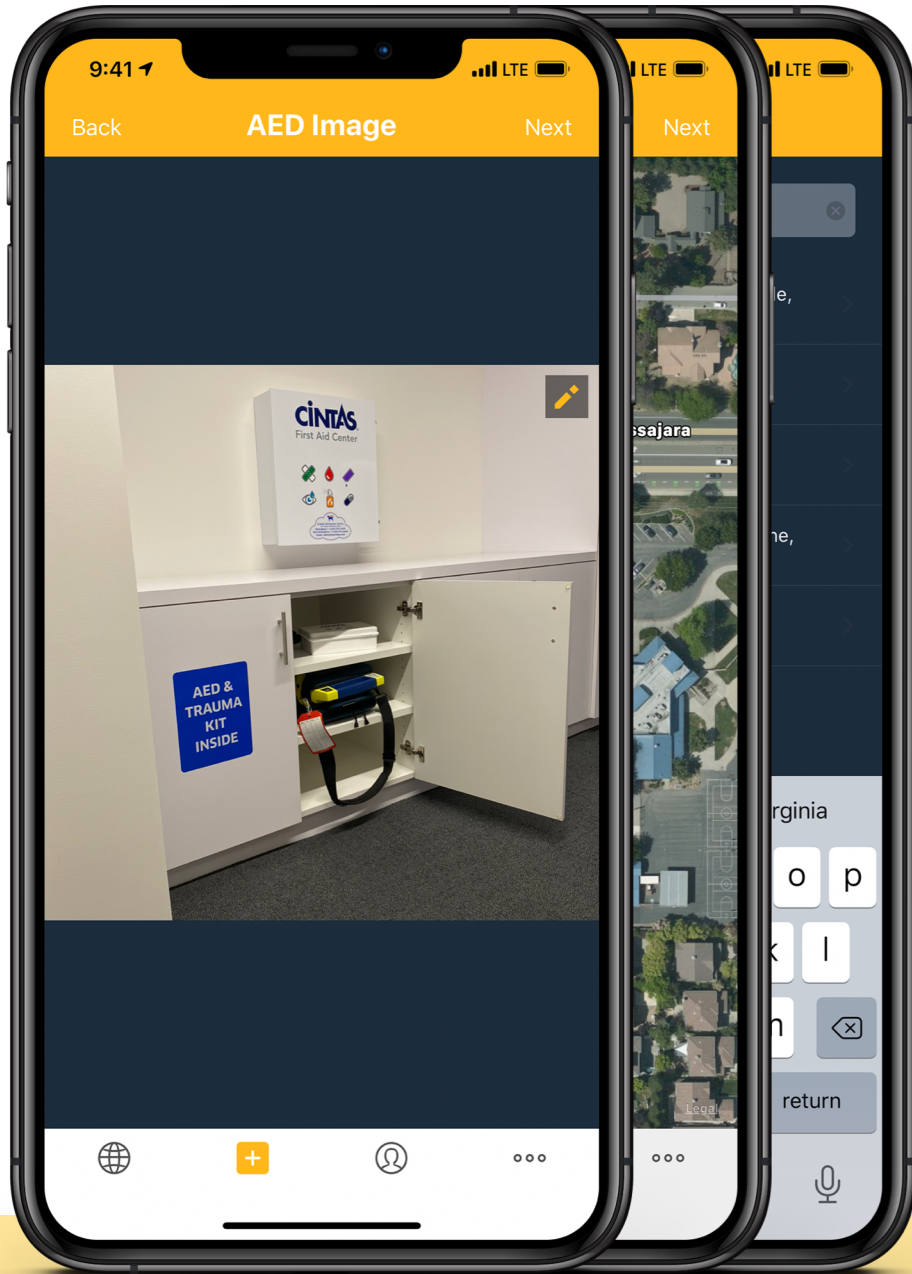 9:41
LTE
LTE
LTE
Back
AED Image
Next
Next
CINTAS
First Aid Center
AED &
TRAUMA
KIT
INSIDE
ssajara
Legal
le,
ne,
rginia
o
p
k
l
return